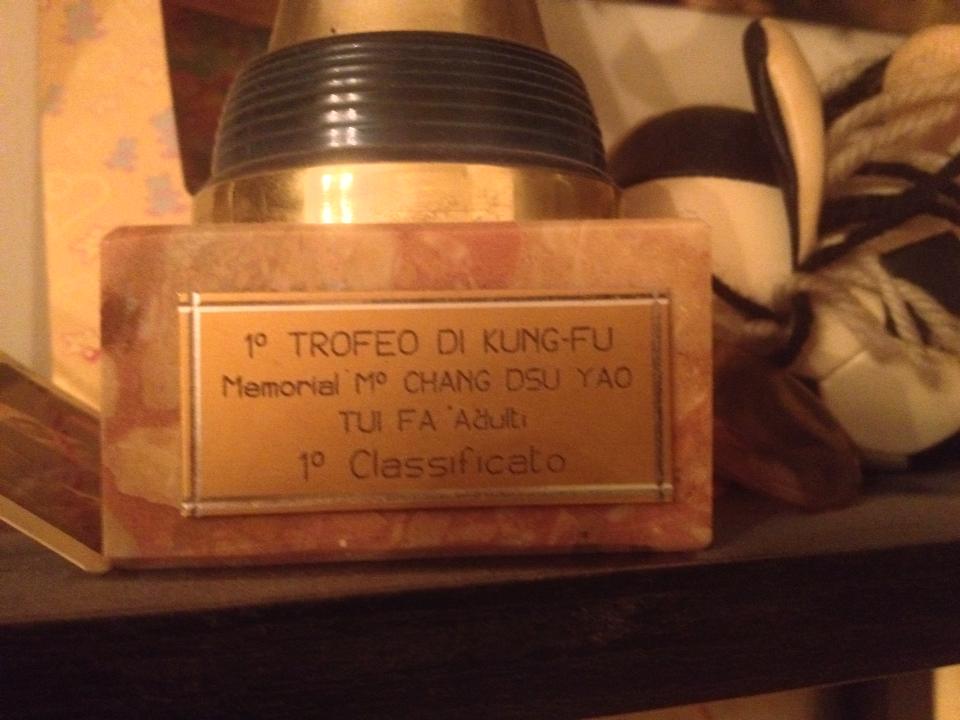 1º TROFEO DI KUNG-FU
Memorial Mº CHANG DSU YAO
TUI FA Adulti
1º Classificato